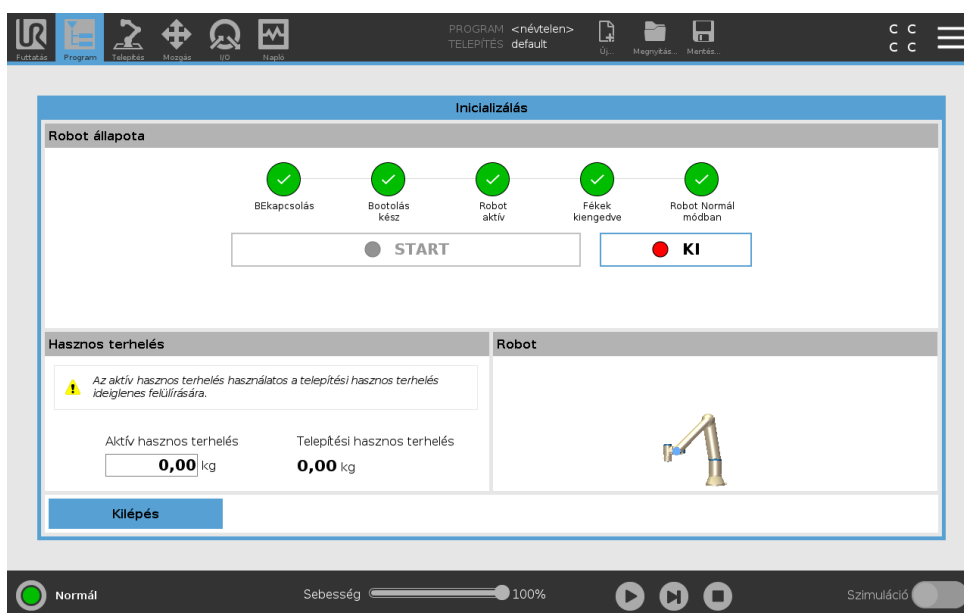 PROGRAM <névtelen>
TELEPÍTÉS default
C C
C C
UR
Futtatás Program Telepítés Mozgás I/O Napló Új... Megnyitás... Mentés...
Inicializálás
Robot állapota
BEkapcsolás Bootolás kész Robot aktív Fékek kiengedve Robot Normál módban
START KI
Hasznos terhelés Robot
Az aktív hasznos terhelés használatos a telepítési hasznos terhelés
ideiglenes felülírására.
Aktív hasznos terhelés Telepítési hasznos terhelés
0,00 kg 0,00 kg
Kilépés
Normál Sebesség 100% Szimuláció